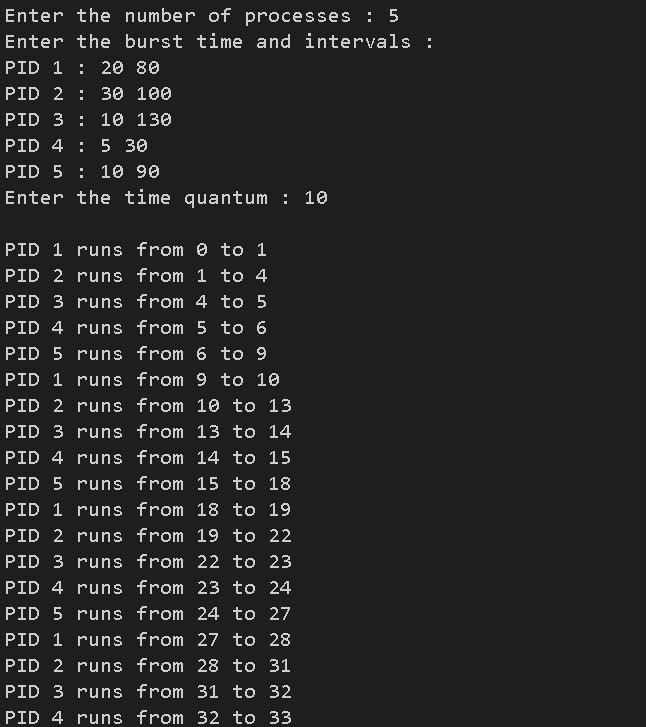 Enter the number of processes : 5
Enter the burst time and intervals :
PID 1 : 20 80
PID 2 : 30 100
PID 3 : 10 130
PID 4 : 5 30
PID 5 : 10 90
Enter the time quantum : 10
PID 1 runs from 0 to 1
PID 2 runs from 1 to 4
PID 3 runs from 4 to 5
PID 4 runs from 5 to 6
PID 5 runs from 6 to 9
PID 1 runs from 9 to 10
PID 2 runs from 10 to 13
PID 3 runs from 13 to 14
PID 4 runs from 14 to 15
PID 5 runs from 15 to 18
PID 1 runs from 18 to 19
PID 2 runs from 19 to 22
PID 3 runs from 22 to 23
PID 4 runs from 23 to 24
PID 5 runs from 24 to 27
PID 1 runs from 27 to 28
PID 2 runs from 28 to 31
PID 3 runs from 31 to 32
PID 4 runs from 32 to 33